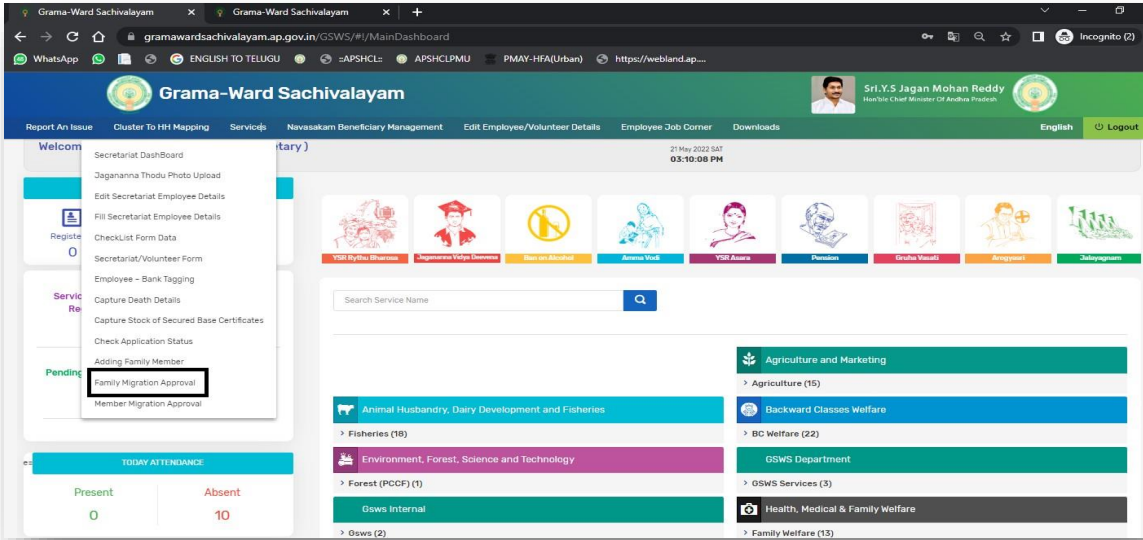 Grama-Ward Sachivalayam
Grama-Ward Sachivalayam
gramawardsachivalayam.ap.gov.in/GSWS/#!/MainDashboard
Incognito (2)
WhatsApp
ENGLISH TO TELUGU
::APSHCL::
APSHCLPMU
PMAY-HFA(Urban)
https://webland.ap....
Grama-Ward Sachivalayam
Sri.Y.S Jagan Mohan Reddy
Hon'ble Chief Minister Of Andhra Pradesh
Report An Issue Cluster To HH Mapping Services Navasakam Beneficiary Management Edit Employee/Volunteer Details Employee Job Corner Downloads English Logout
Welcom
tary )
21 May 2022 SAT
03:10:08 PM
Secretariat DashBoard
Jagananna Thodu Photo Upload
Edit Secretariat Employee Details
Fill Secretariat Employee Details
CheckList Form Data
Secretariat/Volunteer Form
Employee – Bank Tagging
Capture Death Details
Capture Stock of Secured Base Certificates
Check Application Status
Adding Family Member
Family Migration Approval
Member Migration Approval
Registe
0
Servic
Re
Pending
TODAY ATTENDANCE
Present Absent
0 10
YSR Rythu Bharosa Jagananna Vidya Deevena Ban on Alcohol Amma Vodi YSR Asara Pension Gruha Vasati Arogyasri Jalayagnam
Search Service Name
Agriculture and Marketing
> Agriculture (15)
Animal Husbandry, Dairy Development and Fisheries
> Fisheries (18)
Backward Classes Welfare
> BC Welfare (22)
Environment, Forest, Science and Technology
> Forest (PCCF) (1)
GSWS Department
> GSWS Services (3)
Gsws Internal
> Gsws (2)
Health, Medical & Family Welfare
> Family Welfare (13)